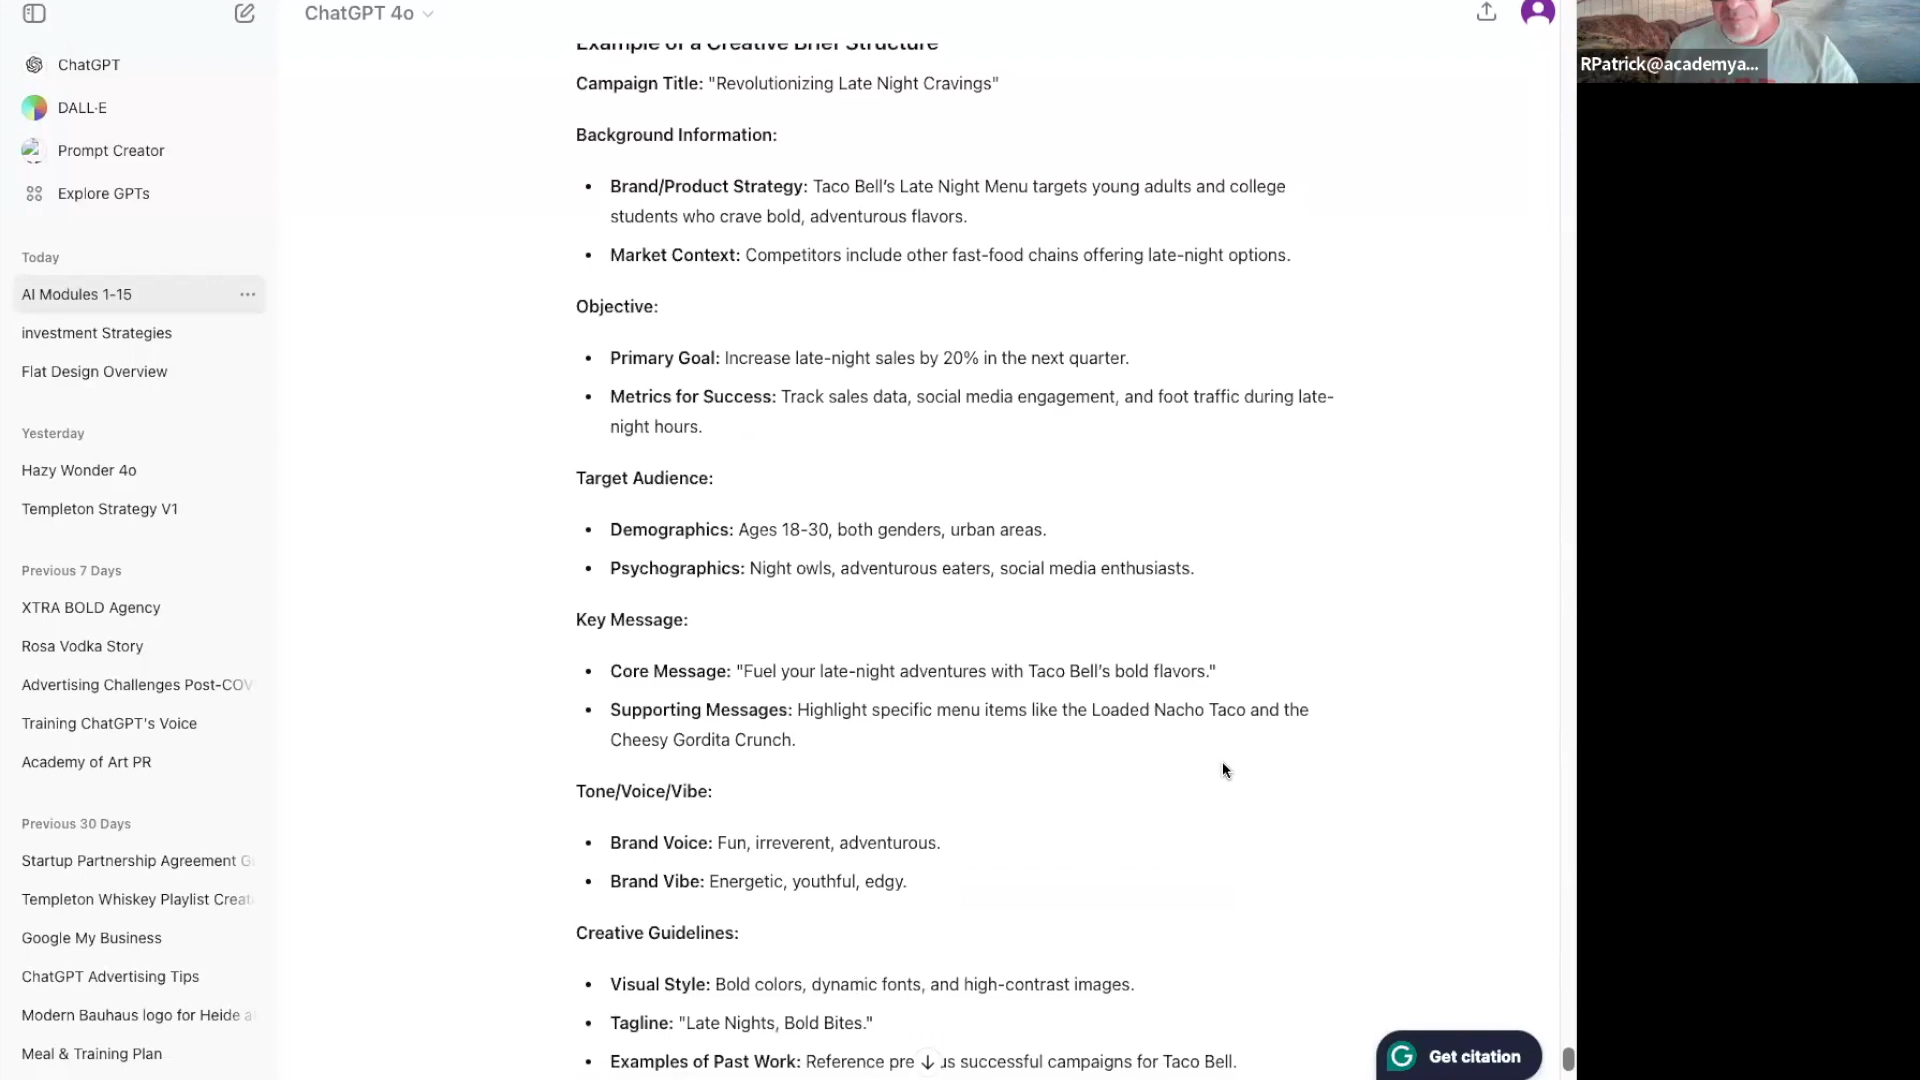 ChatGPT
DALL·E
Prompt Creator
Explore GPTs
Today
AI Modules 1-15
investment Strategies
Flat Design Overview
Yesterday
Hazy Wonder 4o
Templeton Strategy V1
Previous 7 Days
XTRA BOLD Agency
Rosa Vodka Story
Advertising Challenges Post-COV
Training ChatGPT's Voice
Academy of Art PR
Previous 30 Days
Startup Partnership Agreement G
Templeton Whiskey Playlist Creat
Google My Business
ChatGPT Advertising Tips
Modern Bauhaus logo for Heide a
Meal & Training Plan
ChatGPT 4o
Example of a Creative Brief Structure
Campaign Title: "Revolutionizing Late Night Cravings"
Background Information:
• Brand/Product Strategy: Taco Bell’s Late Night Menu targets young adults and college
students who crave bold, adventurous flavors.
• Market Context: Competitors include other fast-food chains offering late-night options.
Objective:
• Primary Goal: Increase late-night sales by 20% in the next quarter.
• Metrics for Success: Track sales data, social media engagement, and foot traffic during late-
night hours.
Target Audience:
• Demographics: Ages 18-30, both genders, urban areas.
• Psychographics: Night owls, adventurous eaters, social media enthusiasts.
Key Message:
• Core Message: "Fuel your late-night adventures with Taco Bell’s bold flavors."
• Supporting Messages: Highlight specific menu items like the Loaded Nacho Taco and the
Cheesy Gordita Crunch.
Tone/Voice/Vibe:
• Brand Voice: Fun, irreverent, adventurous.
• Brand Vibe: Energetic, youthful, edgy.
Creative Guidelines:
• Visual Style: Bold colors, dynamic fonts, and high-contrast images.
• Tagline: "Late Nights, Bold Bites."
• Examples of Past Work: Reference pre us successful campaigns for Taco Bell.
Get citation
RPatrick@academya...